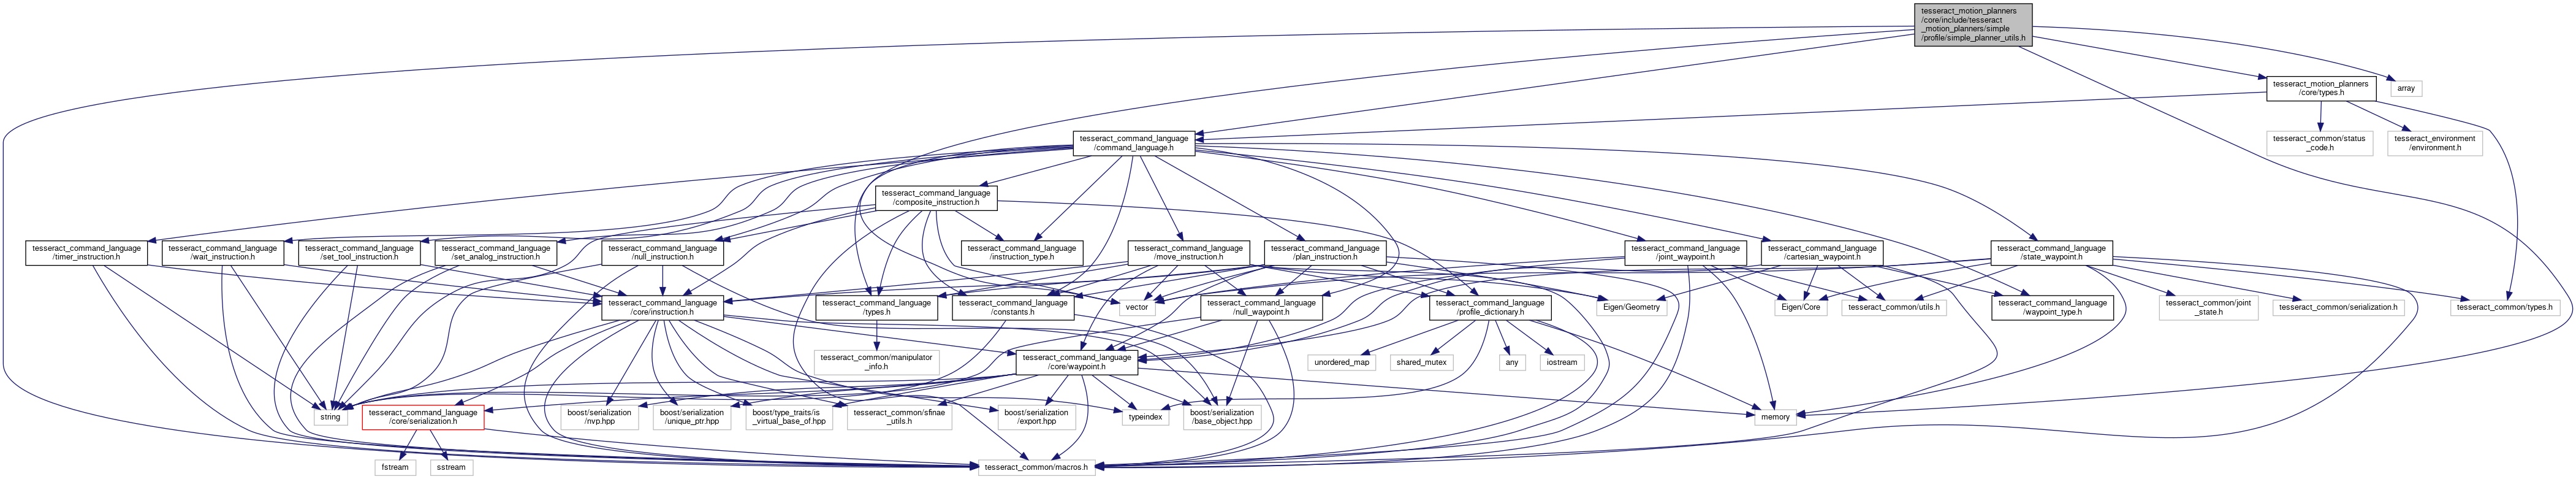 tesseract_motion_planners
/core/include/tesseract
_motion_planners/simple
/profile/simple_planner_utils.h
tesseract_motion_planners
/core/types.h
array
tesseract_command_language
/command_language.h
tesseract_common/status
_code.h
tesseract_environment
/environment.h
tesseract_command_language
/composite_instruction.h
tesseract_command_language
/timer_instruction.h
tesseract_command_language
/wait_instruction.h
tesseract_command_language
/set_tool_instruction.h
tesseract_command_language
/set_analog_instruction.h
tesseract_command_language
/null_instruction.h
tesseract_command_language
/instruction_type.h
tesseract_command_language
/move_instruction.h
tesseract_command_language
/plan_instruction.h
tesseract_command_language
/joint_waypoint.h
tesseract_command_language
/cartesian_waypoint.h
tesseract_command_language
/state_waypoint.h
tesseract_command_language
/core/instruction.h
tesseract_command_language
/types.h
tesseract_command_language
/constants.h
vector
tesseract_command_language
/null_waypoint.h
tesseract_command_language
/profile_dictionary.h
Eigen/Geometry
Eigen/Core
tesseract_common/utils.h
tesseract_command_language
/waypoint_type.h
tesseract_common/joint
_state.h
tesseract_common/serialization.h
tesseract_common/types.h
tesseract_common/manipulator
_info.h
tesseract_command_language
/core/waypoint.h
unordered_map
shared_mutex
any
iostream
string
tesseract_command_language
/core/serialization.h
boost/serialization
/nvp.hpp
boost/serialization
/unique_ptr.hpp
boost/type_traits/is
_virtual_base_of.hpp
tesseract_common/sfinae
_utils.h
boost/serialization
/export.hpp
typeindex
boost/serialization
/base_object.hpp
memory
fstream
sstream
tesseract_common/macros.h